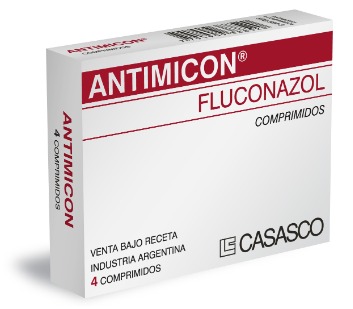 ANTIMICON®
FLUCONAZOL
COMPRIMIDOS
VENTA BAJO RECETA
INDUSTRIA ARGENTINA
4 COMPRIMIDOS
CASASCO
ANTIMICON
4 COMPRIMIDOS